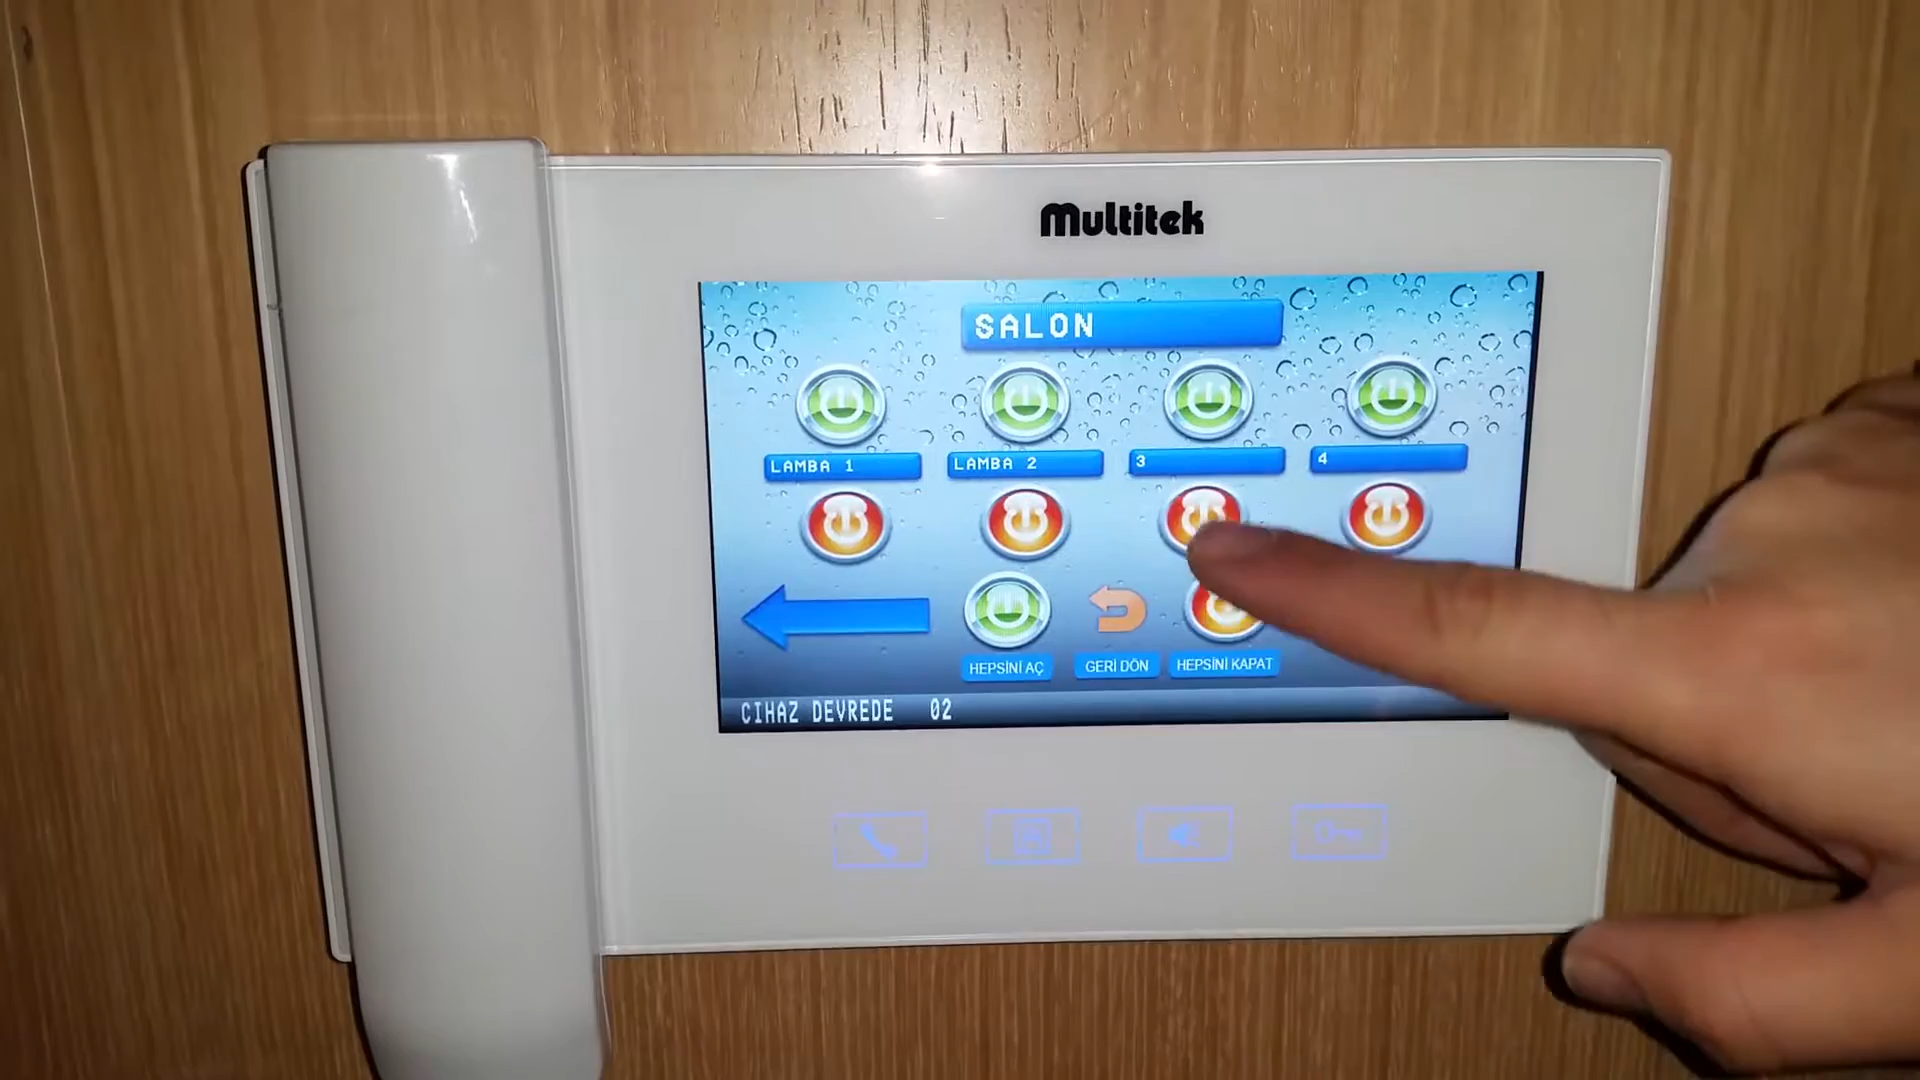 Multitek
SALON
LAMBA 1
LAMBA 2
3
4
HEPSİNİ AÇ
GERİ DÖN
HEPSİNİ KAPAT
CIHAZ DEVREDE 02